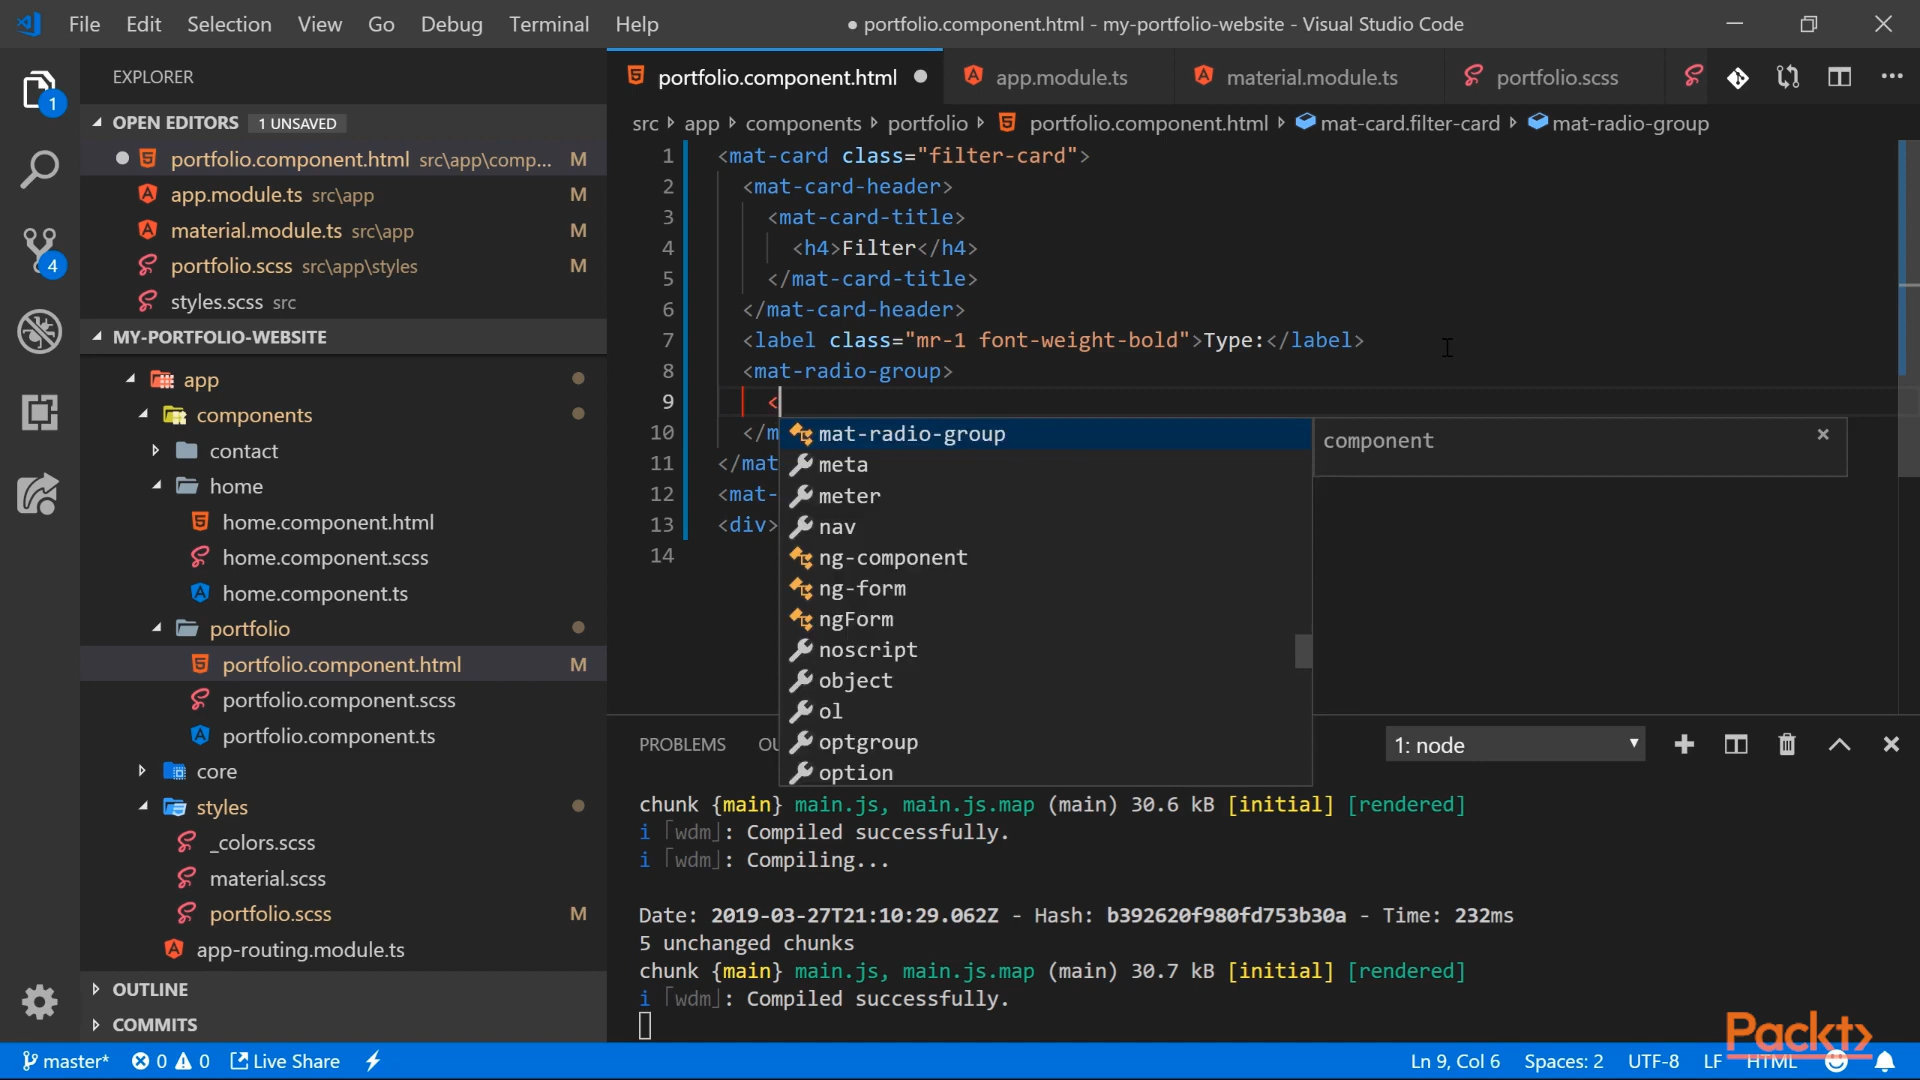 File Edit Selection View Go Debug Terminal Help
● portfolio.component.html - my-portfolio-website - Visual Studio Code
EXPLORER
OPEN EDITORS 1 UNSAVED
portfolio.component.html src\app\comp... M
app.module.ts src\app M
material.module.ts src\app M
portfolio.scss src\app\styles M
styles.scss src
MY-PORTFOLIO-WEBSITE
app
components
contact
home
home.component.html
home.component.scss
home.component.ts
portfolio
portfolio.component.html M
portfolio.component.scss
portfolio.component.ts
core
styles
_colors.scss
material.scss
portfolio.scss M
app-routing.module.ts
OUTLINE
COMMITS
1
4
portfolio.component.html app.module.ts material.module.ts portfolio.scss
src app components portfolio portfolio.component.html mat-card.filter-card mat-radio-group
1 <mat-card class="filter-card">
2 <mat-card-header>
3 <mat-card-title>
4 <h4>Filter</h4>
5 </mat-card-title>
6 </mat-card-header>
7 <label class="mr-1 font-weight-bold">Type:</label>
8 <mat-radio-group>
9 <
10 </m
11 </mat
12 <mat-
13 <div>
14
mat-radio-group
meta
meter
nav
ng-component
ng-form
ngForm
noscript
object
ol
optgroup
option
component ×
PROBLEMS OU 1: node
chunk {main} main.js, main.js.map (main) 30.6 kB [initial] [rendered]
i ｢wdm｣: Compiled successfully.
i ｢wdm｣: Compiling...
Date: 2019-03-27T21:10:29.062Z - Hash: b392620f980fd753b30a - Time: 232ms
5 unchanged chunks
chunk {main} main.js, main.js.map (main) 30.7 kB [initial] [rendered]
i ｢wdm｣: Compiled successfully.
Packt>
master* 0 0 Live Share Ln 9, Col 6 Spaces: 2 UTF-8 LF HTML